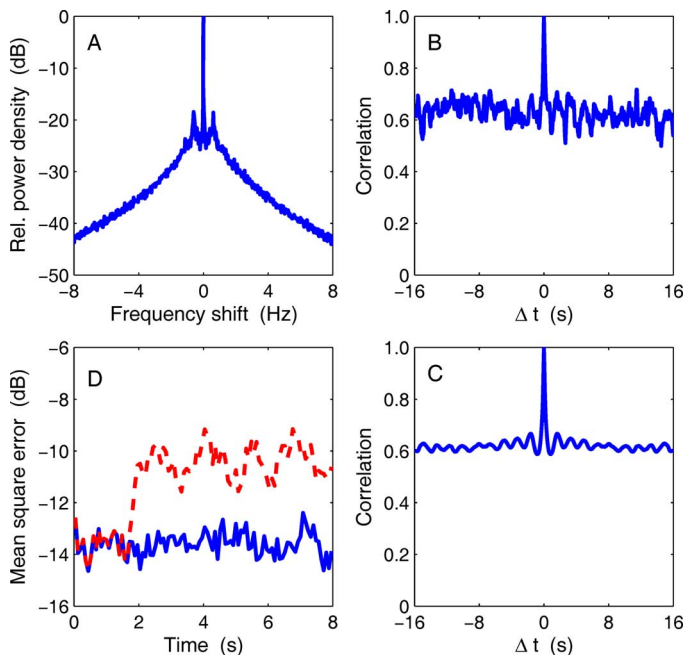 A
Rel. power density (dB)
0
−10
−20
−30
−40
−50
−8 −4 0 4 8
Frequency shift (Hz)
B
Correlation
1.0
0.8
0.6
0.4
0.2
0
−16 −8 0 8 16
Δ t (s)
D
Mean square error (dB)
−6
−8
−10
−12
−14
−16
0 2 4 6 8
Time (s)
C
Correlation
1.0
0.8
0.6
0.4
0.2
0
−16 −8 0 8 16
Δ t (s)